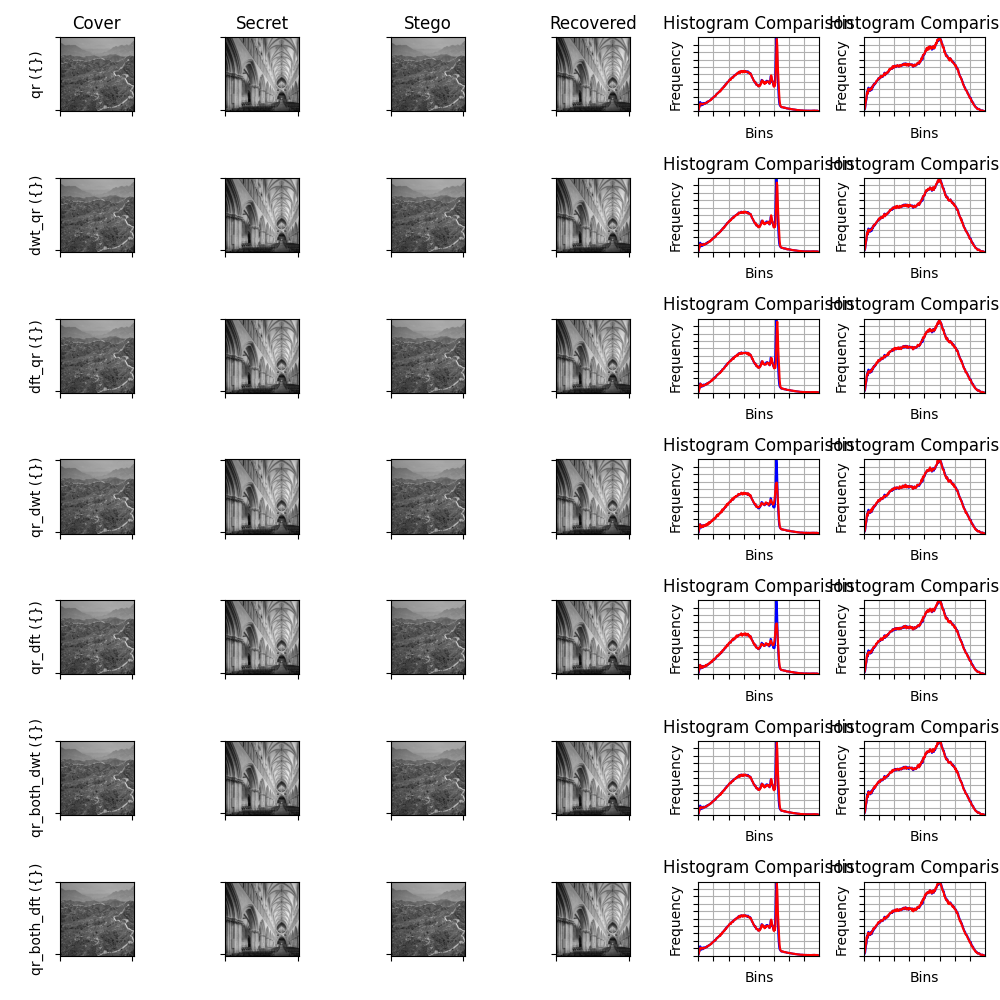 Cover Secret Stego Recovered Histogram Comparison Histogram Comparis
qr ({}) Frequency Frequency
Bins Bins
Histogram Comparison Histogram Comparis
dwt_qr ({}) Frequency Frequency
Bins Bins
Histogram Comparison Histogram Comparis
dft_qr ({}) Frequency Frequency
Bins Bins
Histogram Comparison Histogram Comparis
qr_dwt ({}) Frequency Frequency
Bins Bins
Histogram Comparison Histogram Comparis
qr_dft ({}) Frequency Frequency
Bins Bins
Histogram Comparison Histogram Comparis
qr_both_dwt ({}) Frequency Frequency
Bins Bins
Histogram Comparison Histogram Comparis
qr_both_dft ({}) Frequency Frequency
Bins Bins